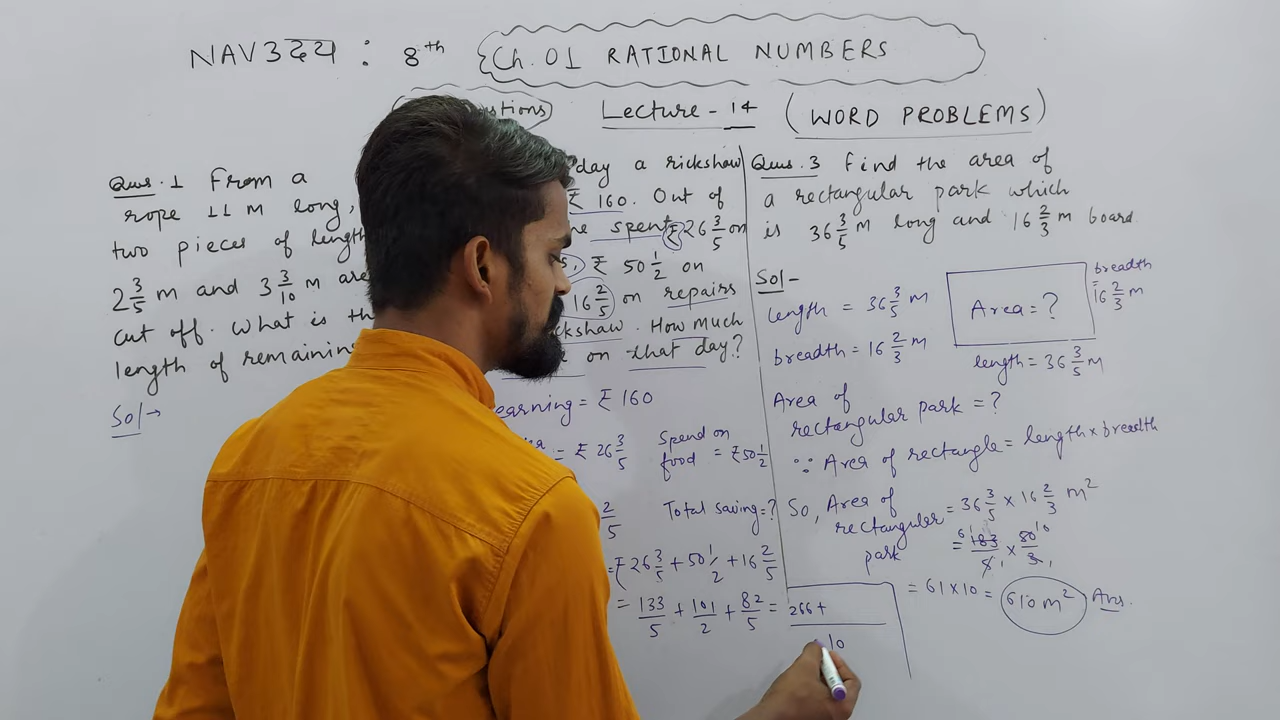 NAV3दय : 8th Ch. 01 RATIONAL NUMBERS
Lecture - 14 (WORD PROBLEMS)
Ques. 1 From a
rope 11 m long,
two pieces of length
2 3/5 m and 3 3/10 m are
cut off. What is the
length of remaining
Sol →
day a rickshaw
₹ 160. Out of
spent ₹ 26 3/5 on
₹ 50 1/2 on
16 2/5 on repairs
How much
on that day?
earning = ₹ 160
= ₹ 26 3/5 Spend on
food = ₹50 1/2
2/5 Total saving = ?
= ₹ 26 3/5 + 50 1/2 + 16 2/5
= 133/5 + 101/2 + 82/5 = 266 +
10
Ques. 3 Find the area of
a rectangular park which
is 36 3/5 m long and 16 2/3 m board.
Sol -
length = 36 3/5 m
breadth = 16 2/3 m
Area = ?
breadth
= 16 2/3 m
length = 36 3/5 m
Area of
rectangular park = ?
∵ Area of rectangle = length × breadth
So, Area of
rectangular
park
= 36 3/5 × 16 2/3 m²
= 183/5 × 50/3
= 61 × 10 = 610 m² Ans.